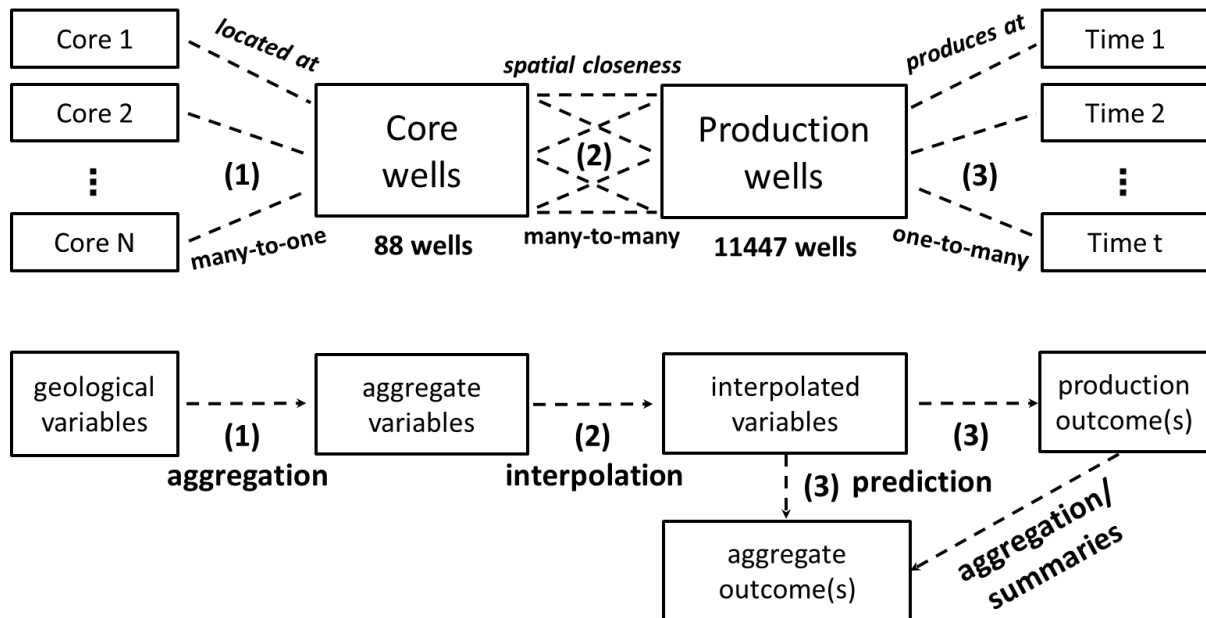 Core 1
located at
Time 1
produces at
spatial closeness
Core 2
Core
wells
Production
wells
Time 2
(1)
(2)
(3)
⋮
⋮
Core N
many-to-one
88 wells
many-to-many
11447 wells
one-to-many
Time t
geological
variables
aggregate
variables
interpolated
variables
production
outcome(s)
(1)
aggregation
(2)
interpolation
(3)
(3) prediction
aggregate
outcome(s)
aggregation/
summaries